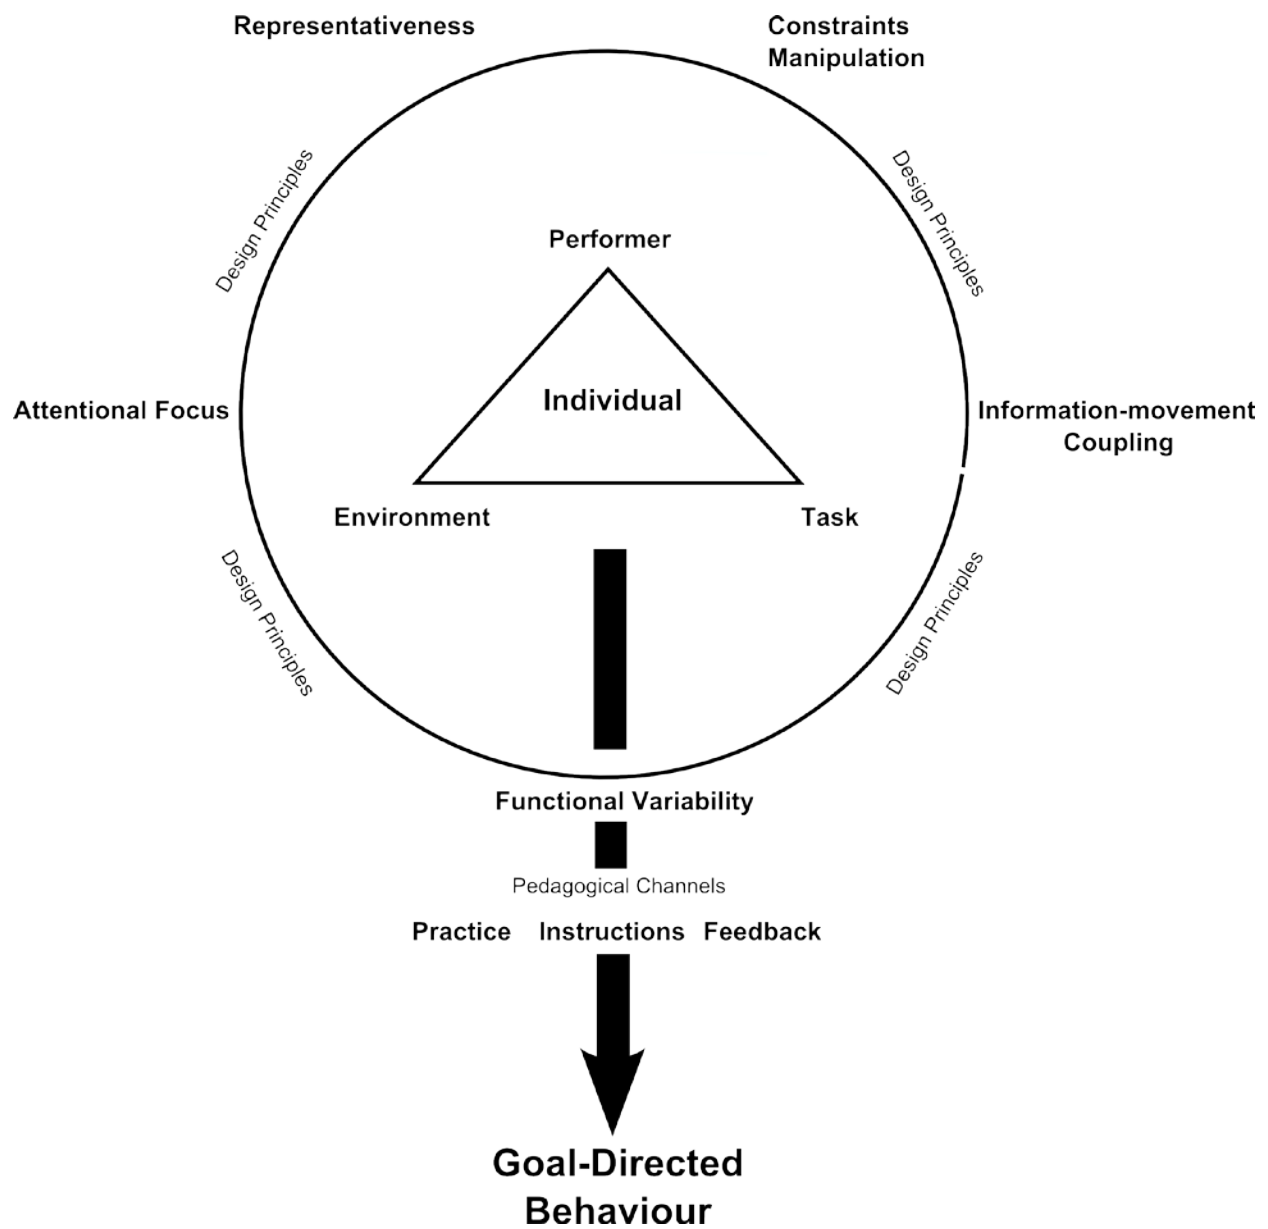 Representativeness
Constraints
Manipulation
Design Principles
Design Principles
Performer
Individual
Attentional Focus
Information-movement
Coupling
Environment
Task
Design Principles
Design Principles
Functional Variability
Pedagogical Channels
Practice Instructions Feedback
Goal-Directed
Behaviour